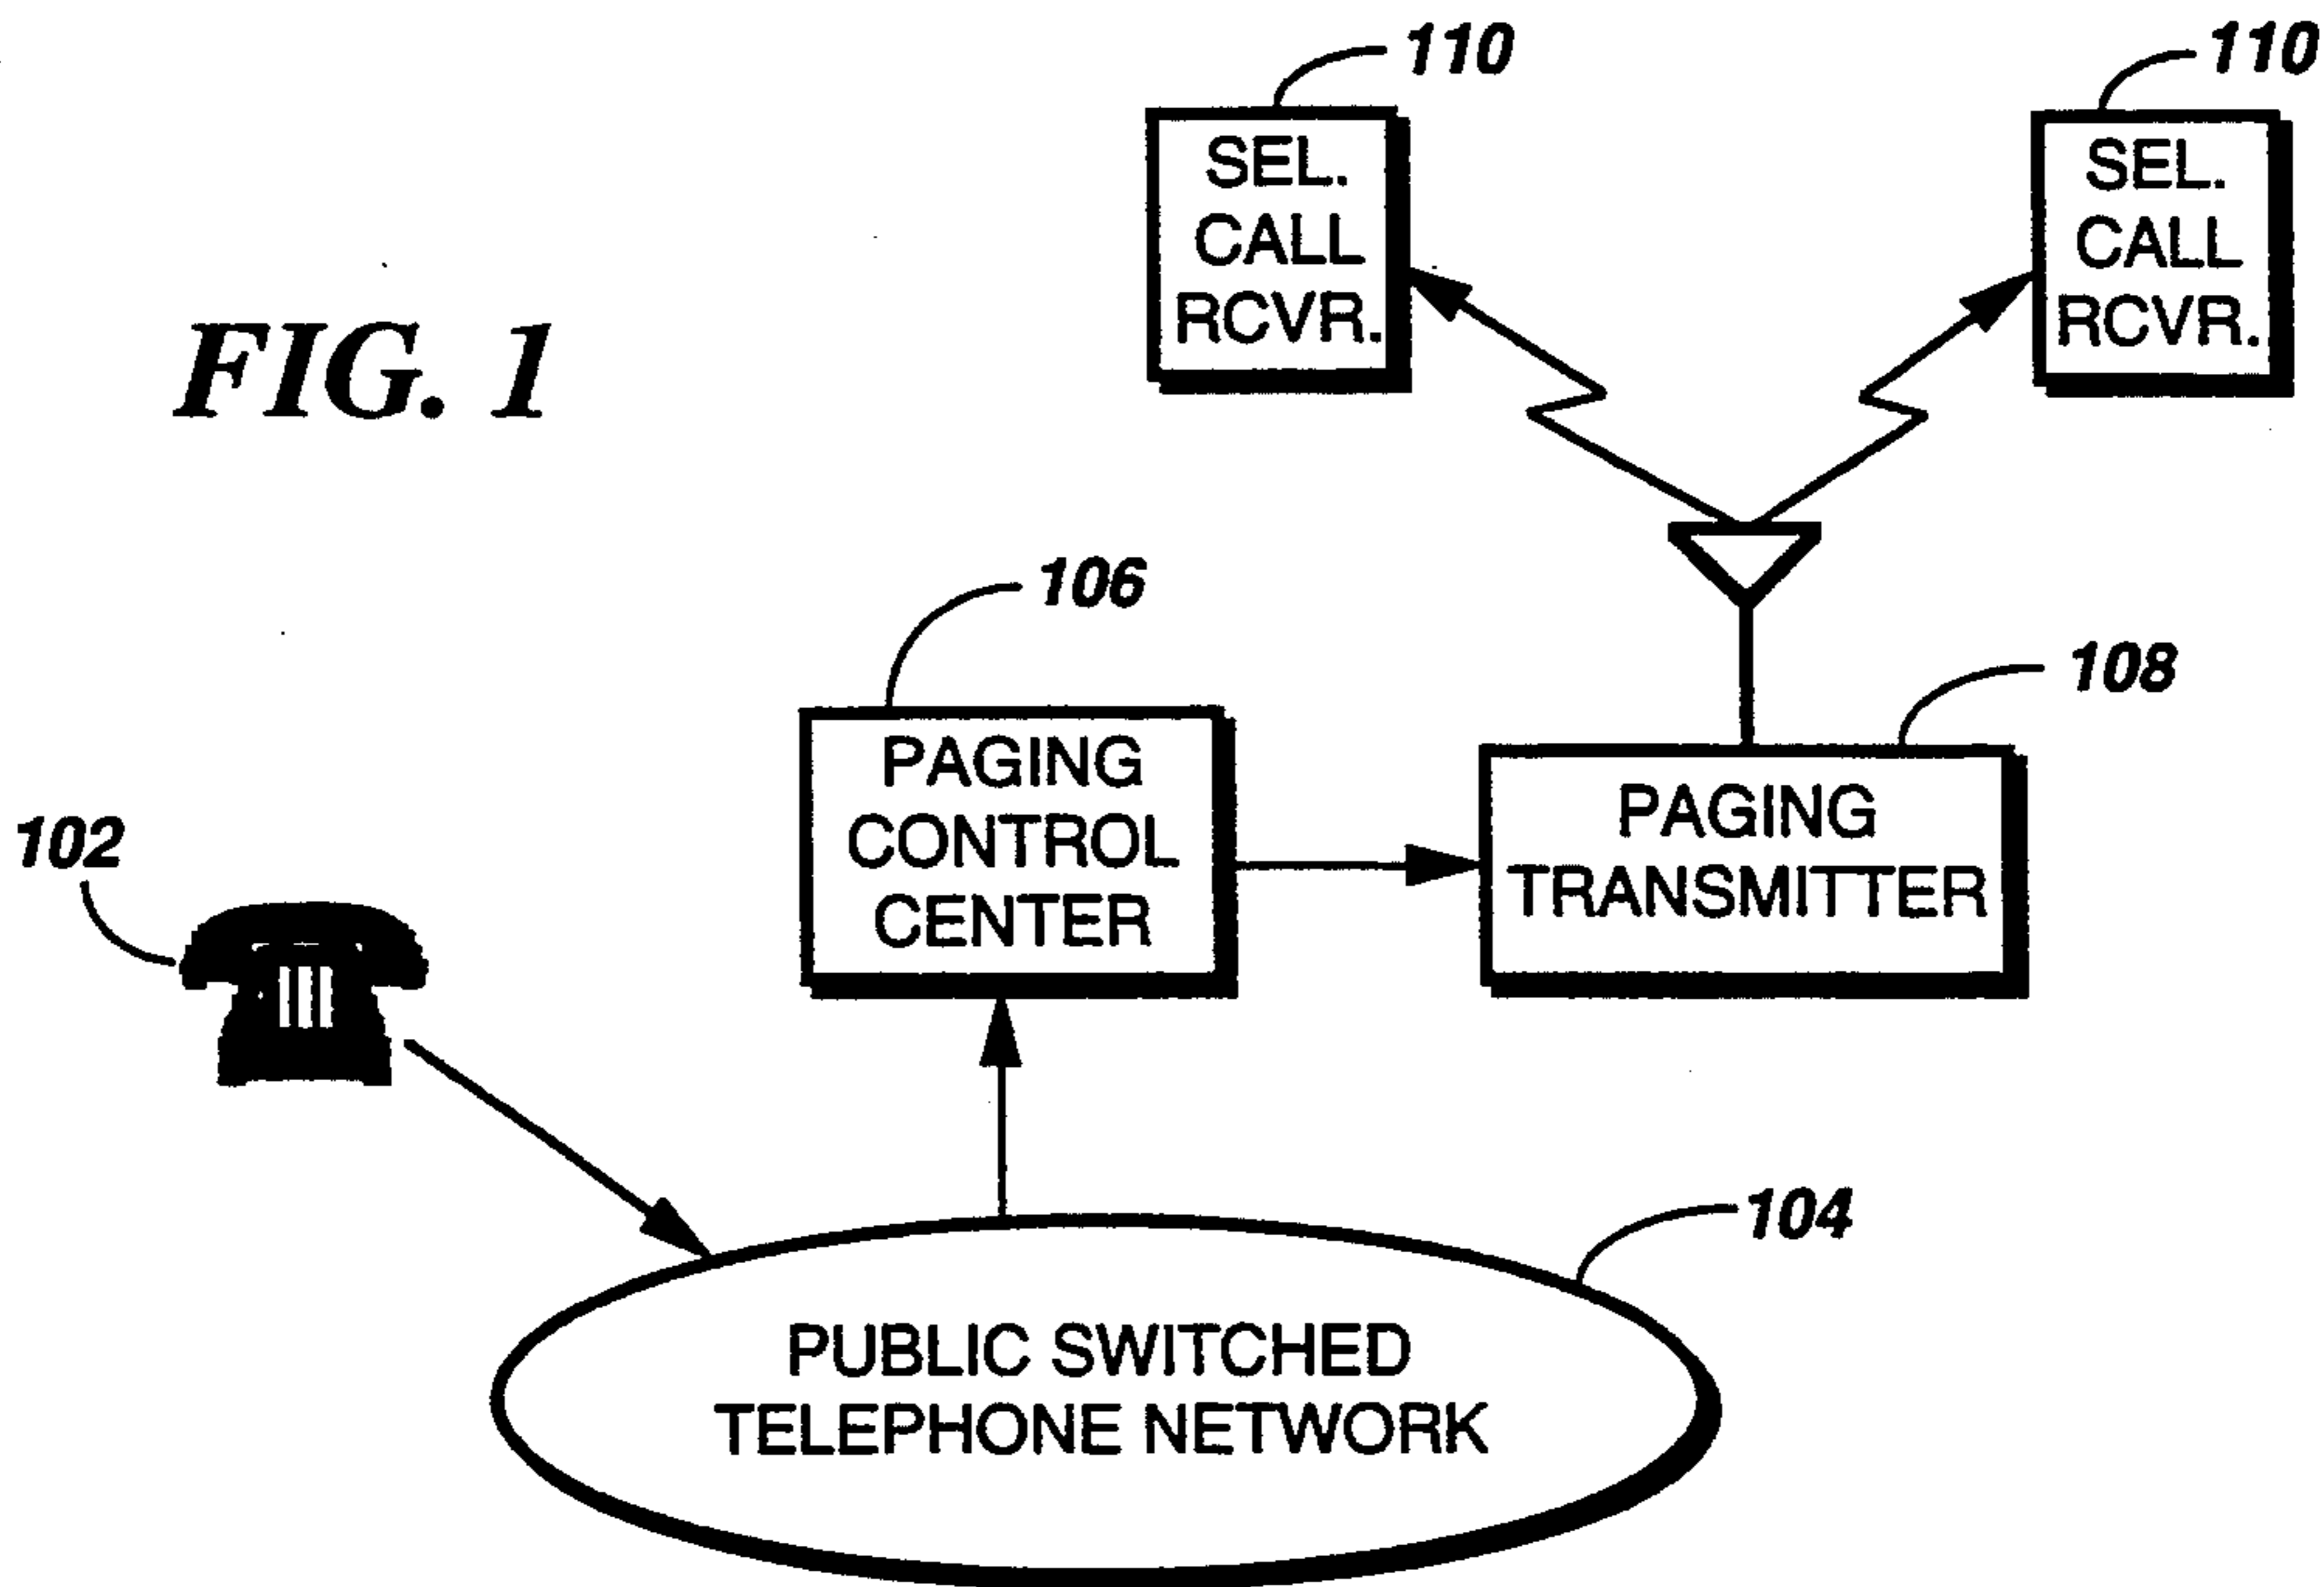 110
110
SEL.
CALL
RCVR.
SEL.
CALL
RCVR.
FIG. 1
106
108
PAGING
CONTROL
CENTER
PAGING
TRANSMITTER
102
104
PUBLIC SWITCHED
TELEPHONE NETWORK